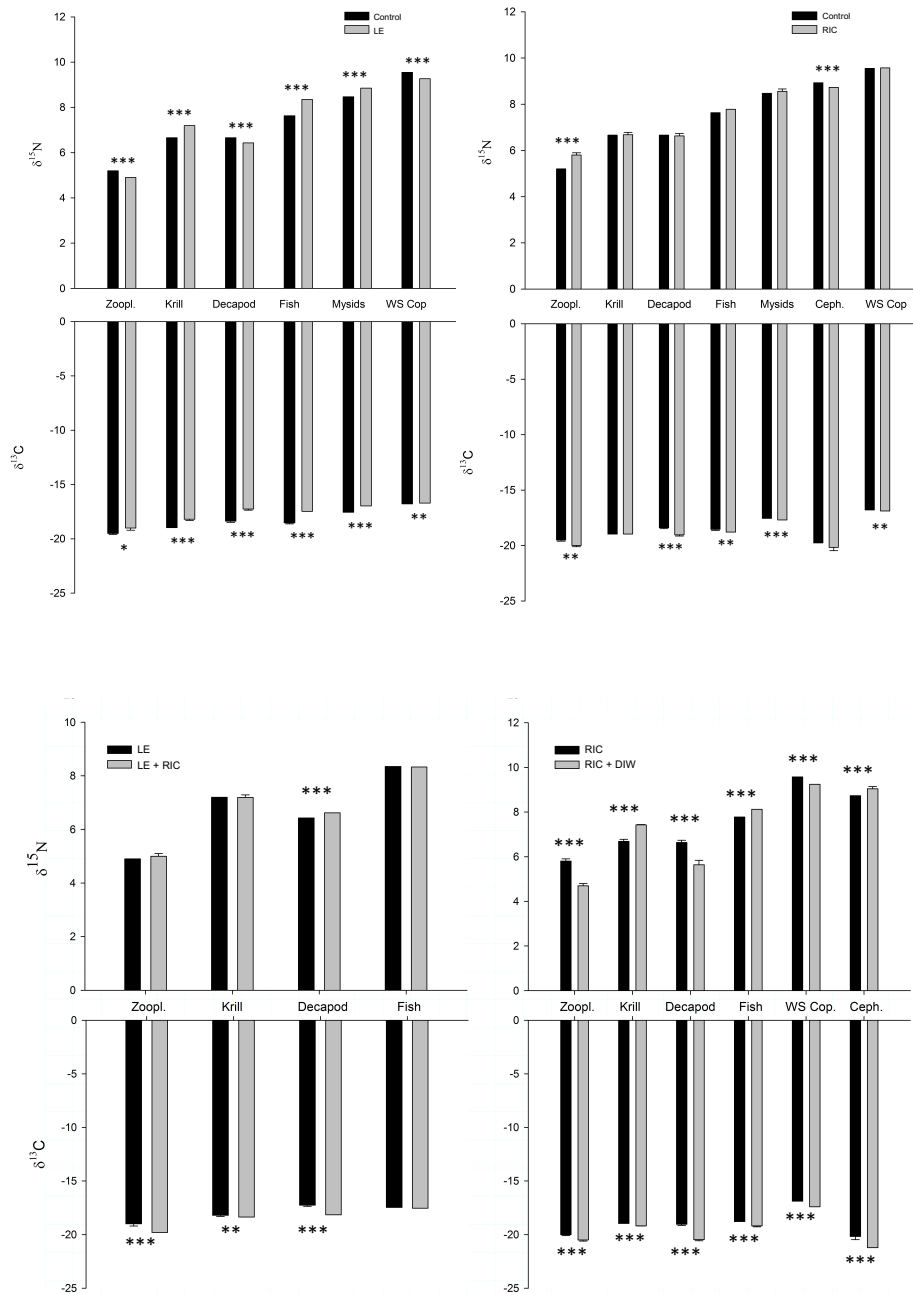 12
10
8
6
4
2
0
δ15N
Control
LE
***
***
***
***
***
***
Zoopl.
Krill
Decapod
Fish
Mysids
WS Cop
0
-5
-10
-15
-20
-25
δ13C
*
***
***
***
***
**
12
10
8
6
4
2
0
δ15N
Control
RIC
***
***
Zoopl.
Krill
Decapod
Fish
Mysids
Ceph.
WS Cop
0
-5
-10
-15
-20
-25
δ13C
**
***
**
***
**
10
8
6
4
2
0
δ15N
LE
LE + RIC
***
Zoopl.
Krill
Decapod
Fish
0
-5
-10
-15
-20
-25
δ13C
***
**
***
12
10
8
6
4
2
0
RIC
RIC + DIW
***
***
***
***
***
***
Zoopl.
Krill
Decapod
Fish
WS Cop.
Ceph.
0
-5
-10
-15
-20
-25
***
***
***
***
***
***